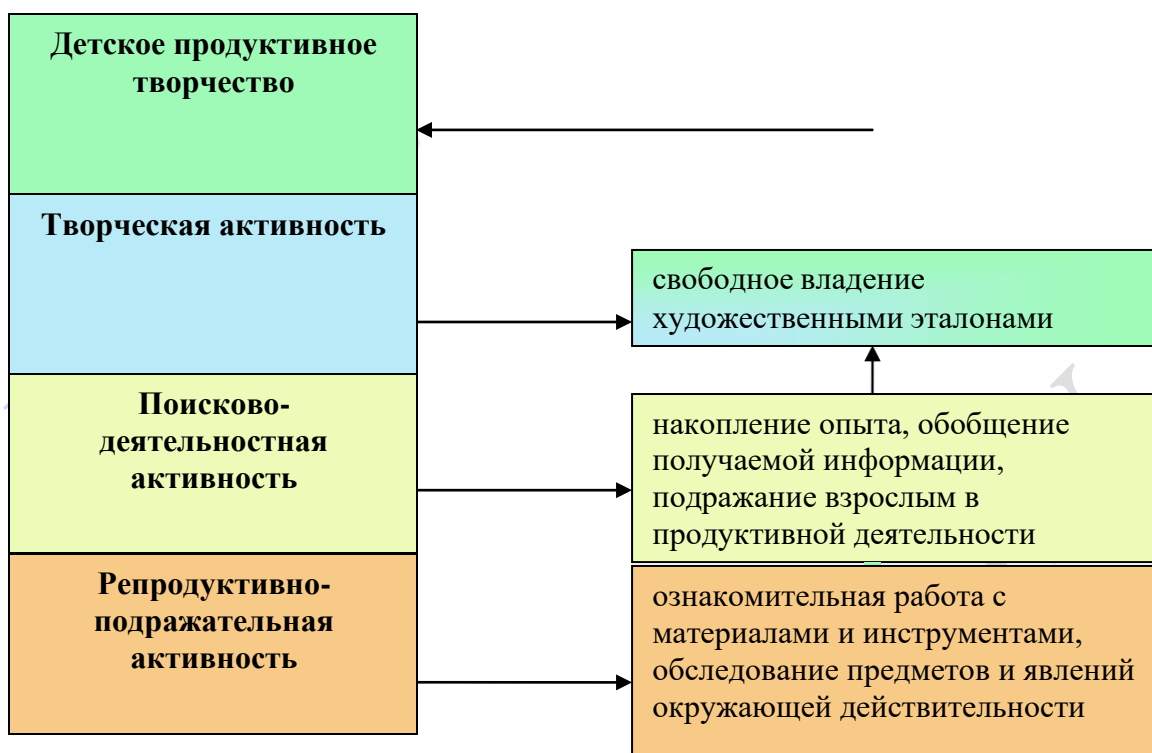 Детское продуктивное
творчество
Творческая активность
свободное владение
художественными эталонами
Поисково-
деятельностная
активность
накопление опыта, обобщение
получаемой информации,
подражание взрослым в
продуктивной деятельности
Репродуктивно-
подражательная
активность
ознакомительная работа с
материалами и инструментами,
обследование предметов и явлений
окружающей действительности